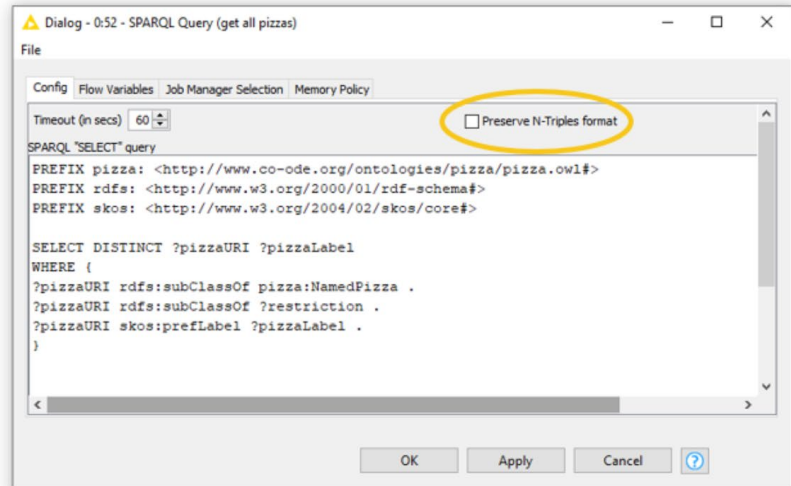 Dialog - 0:52 - SPARQL Query (get all pizzas)
File
Config Flow Variables Job Manager Selection Memory Policy
Timeout (in secs) 60 Preserve N-Triples format
SPARQL "SELECT" query
PREFIX pizza: <http://www.co-ode.org/ontologies/pizza/pizza.owl#>
PREFIX rdfs: <http://www.w3.org/2000/01/rdf-schema#>
PREFIX skos: <http://www.w3.org/2004/02/skos/core#>
SELECT DISTINCT ?pizzaURI ?pizzaLabel
WHERE {
?pizzaURI rdfs:subClassOf pizza:NamedPizza .
?pizzaURI rdfs:subClassOf ?restriction .
?pizzaURI skos:prefLabel ?pizzaLabel .
}
OK Apply Cancel ?